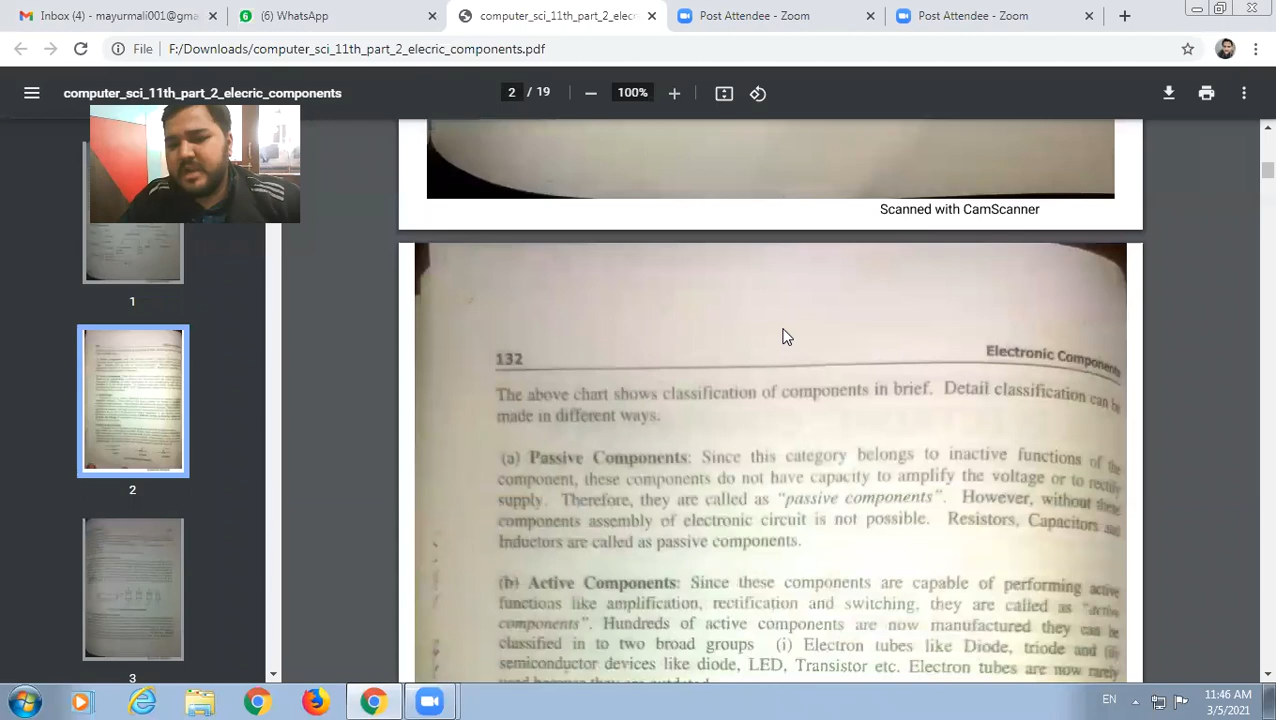 Inbox (4) - mayurmali001@gma
(6) WhatsApp
computer_sci_11th_part_2_elecri
Post Attendee - Zoom
Post Attendee - Zoom
File F:/Downloads/computer_sci_11th_part_2_elecric_components.pdf
computer_sci_11th_part_2_elecric_components
2 / 19
100%
Scanned with CamScanner
132 Electronic Components
The above chart shows classification of components in brief. Detail classification can be
made in different ways.
(a) Passive Components: Since this category belongs to inactive functions of the
component, these components do not have capacity to amplify the voltage or to rectify
supply. Therefore, they are called as "passive components". However, without these
components assembly of electronic circuit is not possible. Resistors, Capacitors and
Inductors are called as passive components.
(b) Active Components: Since these components are capable of performing active
functions like amplification, rectification and switching, they are called as "active
components". Hundreds of active components are now manufactured they can be
classified in to two broad groups (i) Electron tubes like Diode, triode and (ii)
semiconductor devices like diode, LED, Transistor etc. Electron tubes are now rarely
used because they are outdated.
1
2
3
EN
11:46 AM
3/5/2021